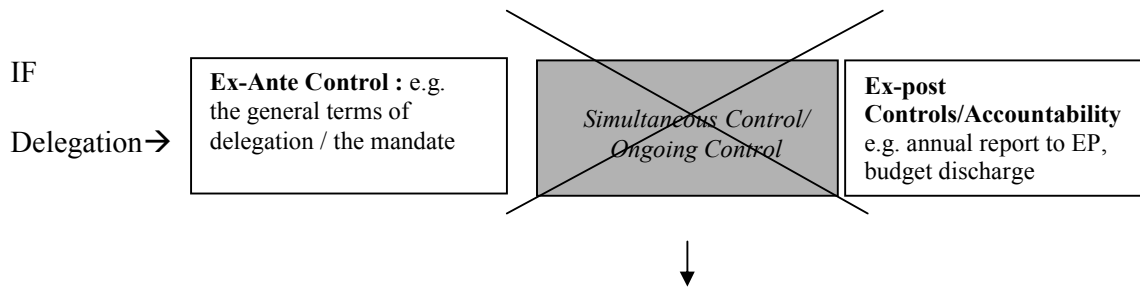 IF
Delegation→
Ex-Ante Control : e.g.
the general terms of
delegation / the mandate
Simultaneous Control/
Ongoing Control
Ex-post
Controls/Accountability
e.g. annual report to EP,
budget discharge